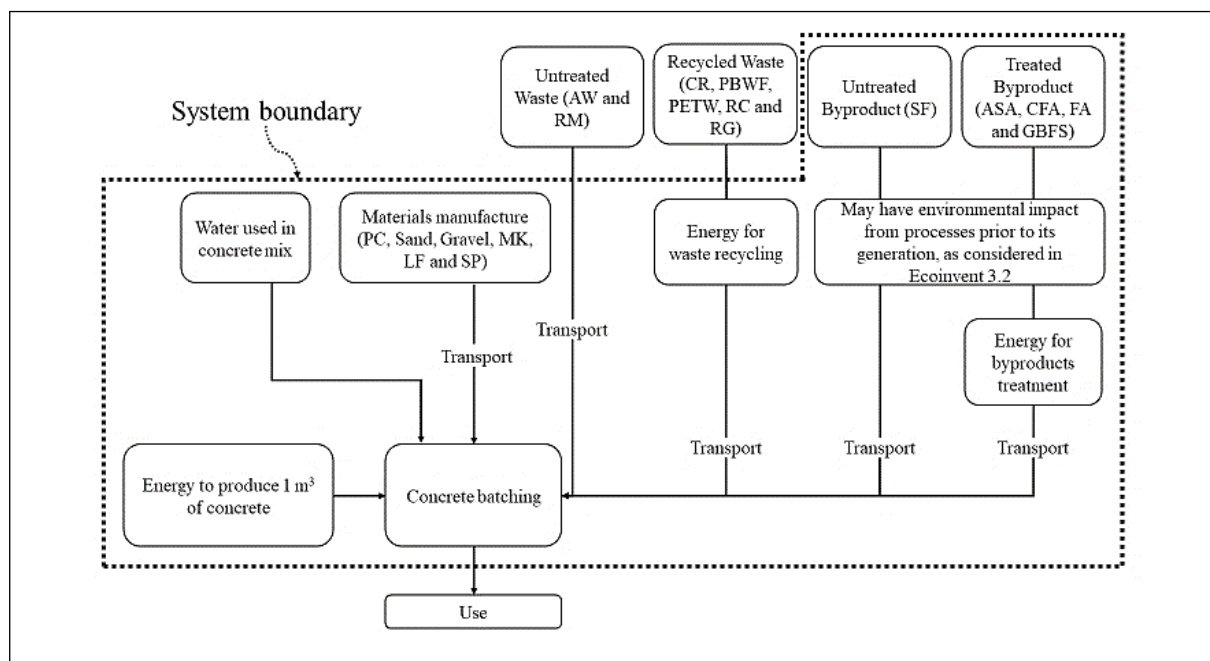 System boundary
Untreated
Waste (AW and
RM)
Recycled Waste
(CR, PBWF,
PETW, RC and
RG)
Untreated
Byproduct (SF)
Treated
Byproduct
(ASA, CFA, FA
and GBFS)
Water used in
concrete mix
Materials manufacture
(PC, Sand, Gravel, MK,
LF and SP)
Energy for
waste recycling
May have environmental impact
from processes prior to its
generation, as considered in
Ecoinvent 3.2
Transport
Transport
Energy for
byproducts
treatment
Transport
Transport
Transport
Energy to produce 1 m³
of concrete
Concrete batching
Use